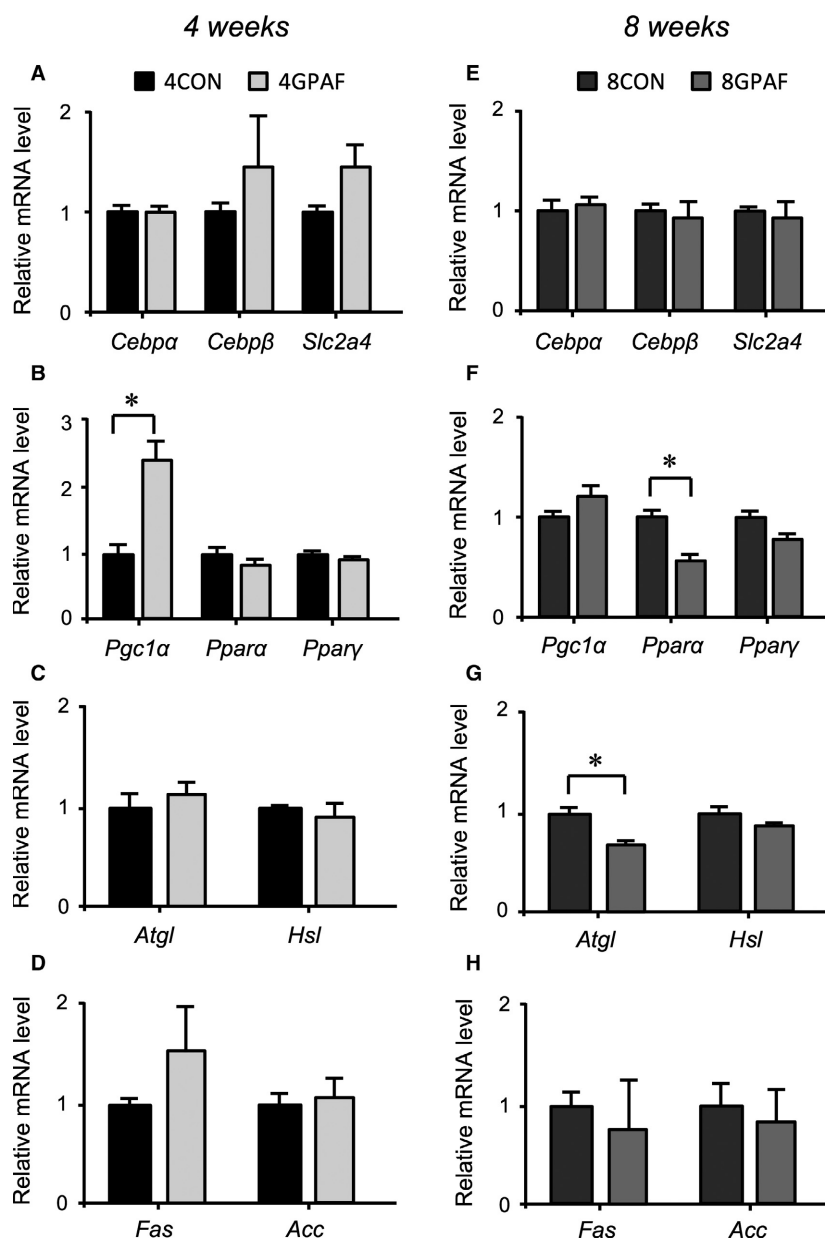 4 weeks
A
4CON 4GPAF
Relative mRNA level
2
1
0
Cebpα Cebpβ Slc2a4
B
Relative mRNA level
3
2
1
0
*
Pgc1α Pparα Pparγ
C
Relative mRNA level
2
1
0
Atgl Hsl
D
Relative mRNA level
2
1
0
Fas Acc
8 weeks
E
8CON 8GPAF
Relative mRNA level
2
1
0
Cebpα Cebpβ Slc2a4
F
Relative mRNA level
2
1
0
*
Pgc1α Pparα Pparγ
G
Relative mRNA level
2
1
0
*
Atgl Hsl
H
Relative mRNA level
2
1
0
Fas Acc